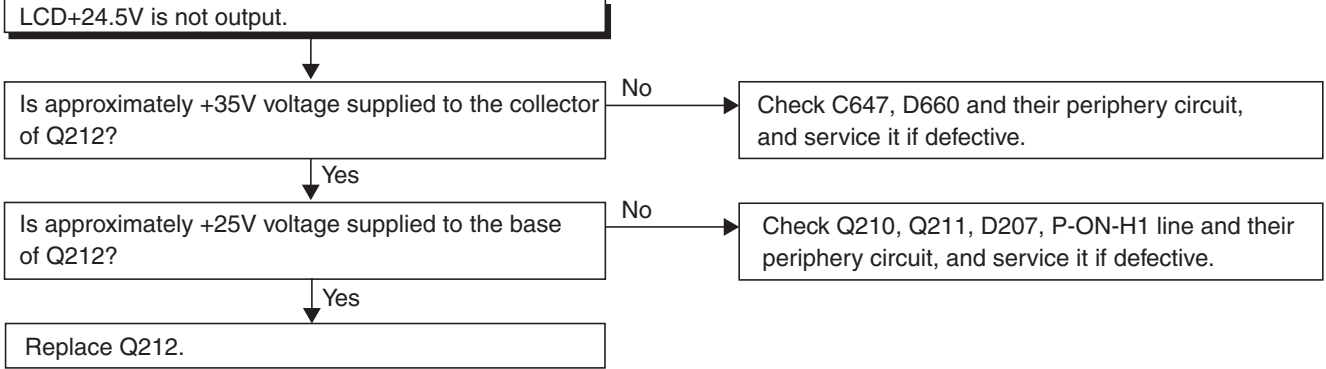 LCD+24.5V is not output.
Is approximately +35V voltage supplied to the collector
of Q212?
No
Check C647, D660 and their periphery circuit,
and service it if defective.
Yes
Is approximately +25V voltage supplied to the base
of Q212?
No
Check Q210, Q211, D207, P-ON-H1 line and their
periphery circuit, and service it if defective.
Yes
Replace Q212.